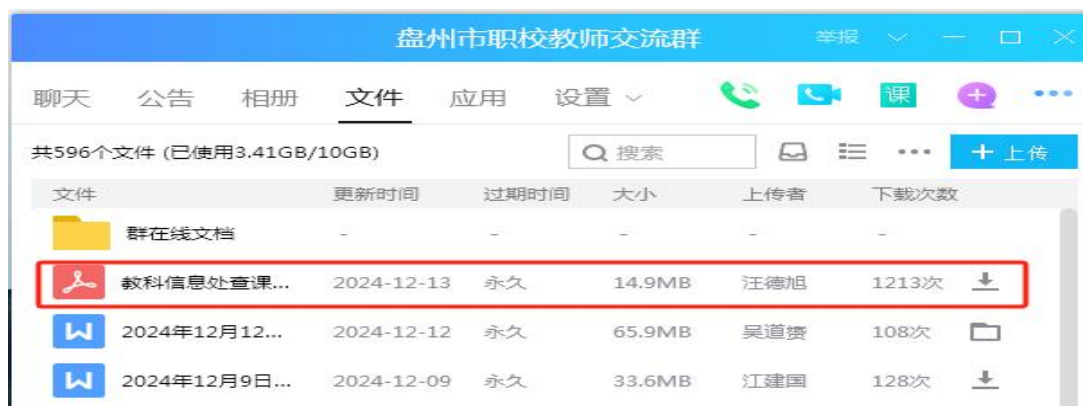 盘州市职校教师交流群 举报
聊天 公告 相册 文件 应用 设置 课
共596个文件 (已使用3.41GB/10GB) 搜索 上传
文件 更新时间 过期时间 大小 上传者 下载次数
群在线文档 - - - - -
教科信息处查课... 2024-12-13 永久 14.9MB 汪德旭 1213次
2024年12月12... 2024-12-12 永久 65.9MB 吴道赟 108次
2024年12月9日... 2024-12-09 永久 33.6MB 江建国 128次